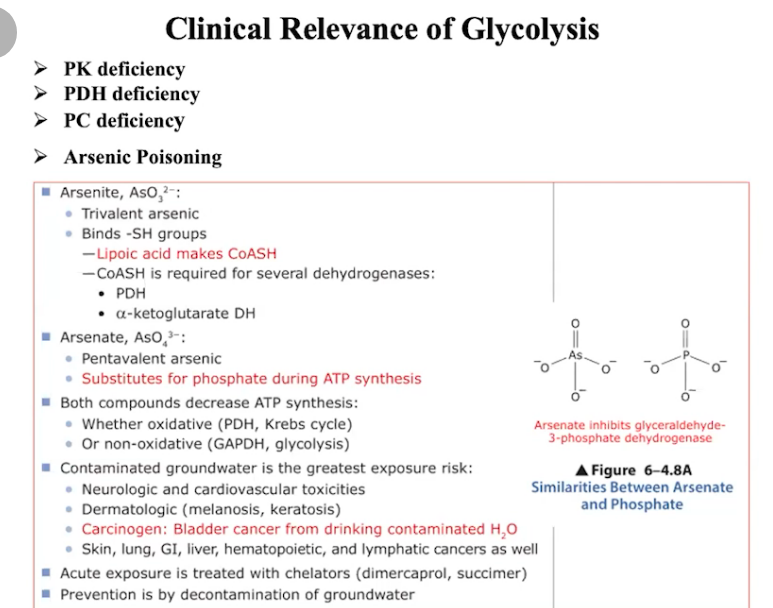 Clinical Relevance of Glycolysis
➢ PK deficiency
➢ PDH deficiency
➢ PC deficiency
➢ Arsenic Poisoning
■ Arsenite, AsO₃²⁻:
• Trivalent arsenic
• Binds -SH groups
—Lipoic acid makes CoASH
—CoASH is required for several dehydrogenases:
• PDH
• α-ketoglutarate DH
■ Arsenate, AsO₄³⁻:
• Pentavalent arsenic
• Substitutes for phosphate during ATP synthesis
■ Both compounds decrease ATP synthesis:
• Whether oxidative (PDH, Krebs cycle)
• Or non-oxidative (GAPDH, glycolysis)
■ Contaminated groundwater is the greatest exposure risk:
• Neurologic and cardiovascular toxicities
• Dermatologic (melanosis, keratosis)
• Carcinogen: Bladder cancer from drinking contaminated H₂O
• Skin, lung, GI, liver, hematopoietic, and lymphatic cancers as well
■ Acute exposure is treated with chelators (dimercaprol, succimer)
■ Prevention is by decontamination of groundwater
O O
⁻O As O⁻ ⁻O P O⁻
O⁻ O⁻
Arsenate inhibits glyceraldehyde-
3-phosphate dehydrogenase
▲ Figure 6–4.8A
Similarities Between Arsenate
and Phosphate